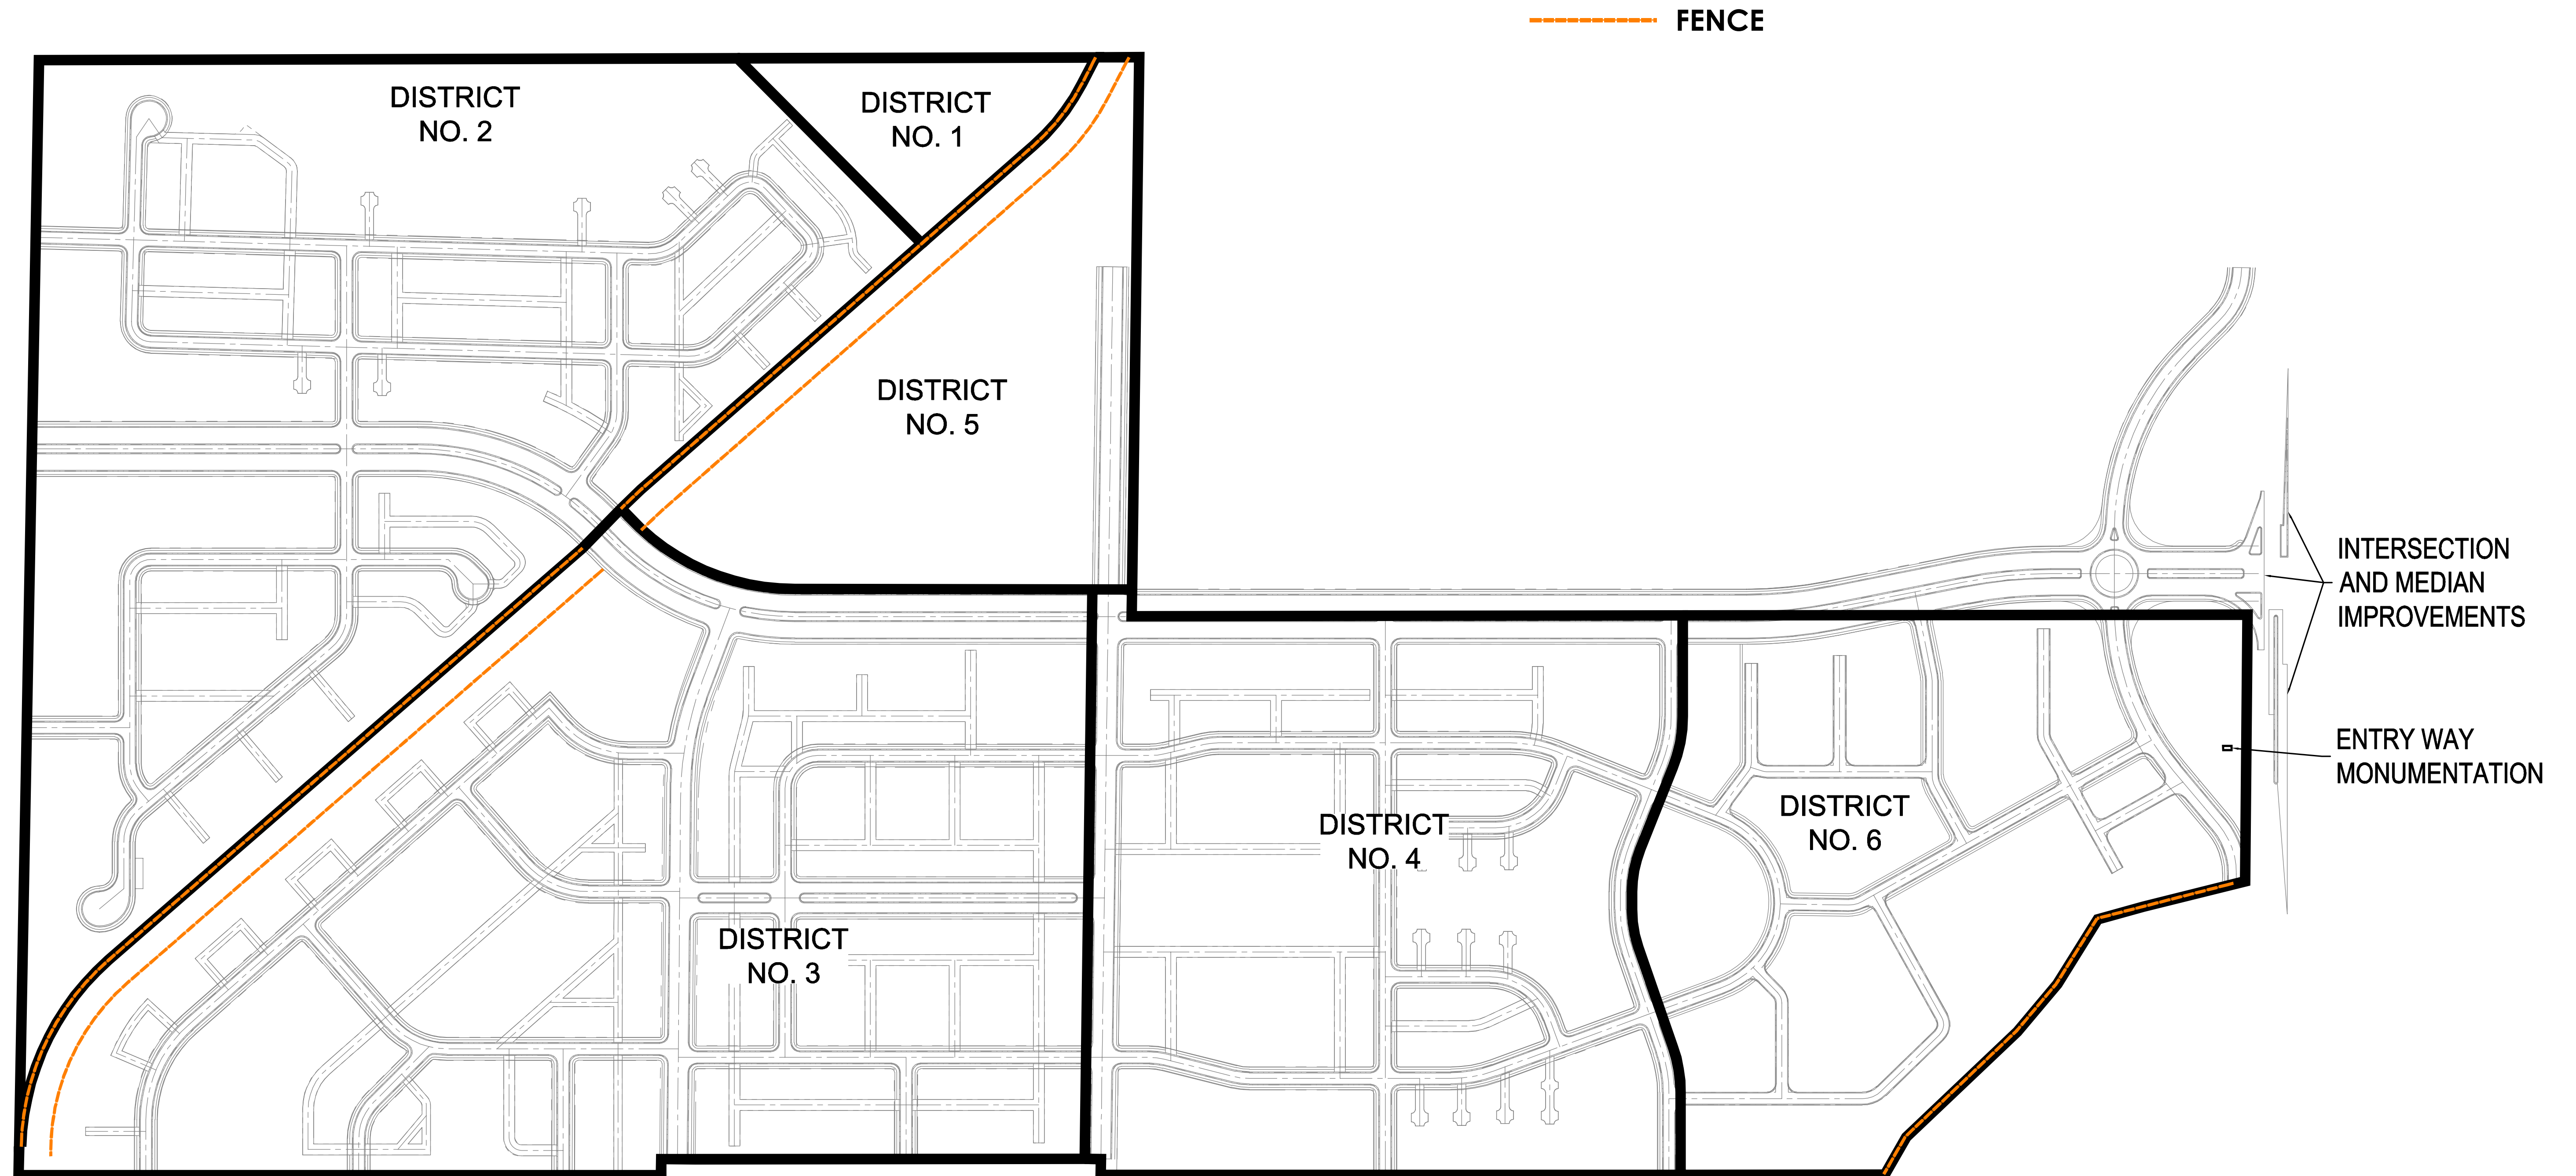 FENCE
DISTRICT
NO. 2
DISTRICT
NO. 1
DISTRICT
NO. 5
INTERSECTION
AND MEDIAN
IMPROVEMENTS
ENTRY WAY
MONUMENTATION
DISTRICT
NO. 6
DISTRICT
NO. 4
DISTRICT
NO. 3